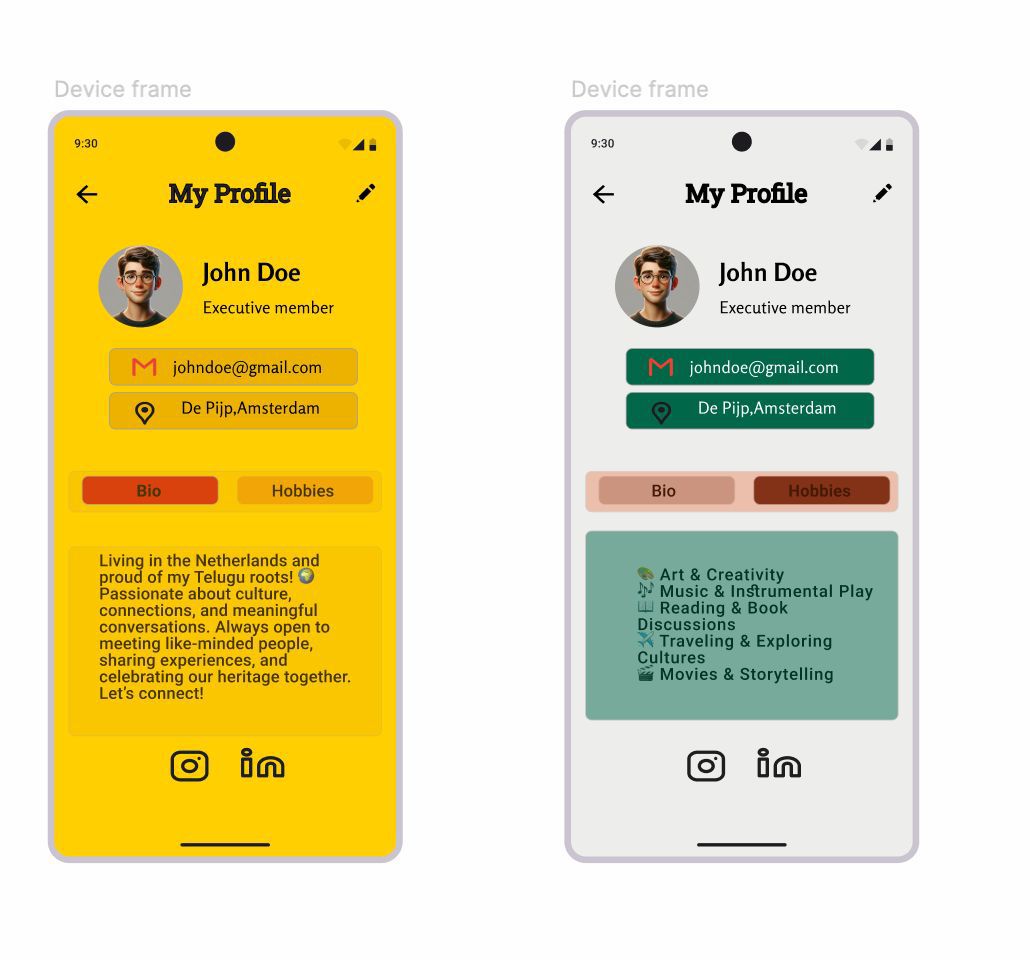 Device frame
9:30
My Profile
John Doe
Executive member
johndoe@gmail.com
De Pijp,Amsterdam
Bio
Hobbies
Living in the Netherlands and
proud of my Telugu roots! 🌍
Passionate about culture,
connections, and meaningful
conversations. Always open to
meeting like-minded people,
sharing experiences, and
celebrating our heritage together.
Let's connect!
in
Device frame
9:30
My Profile
John Doe
Executive member
johndoe@gmail.com
De Pijp,Amsterdam
Bio
Hobbies
🎨 Art & Creativity
🎶 Music & Instrumental Play
📖 Reading & Book
Discussions
✈️ Traveling & Exploring
Cultures
🎬 Movies & Storytelling
in